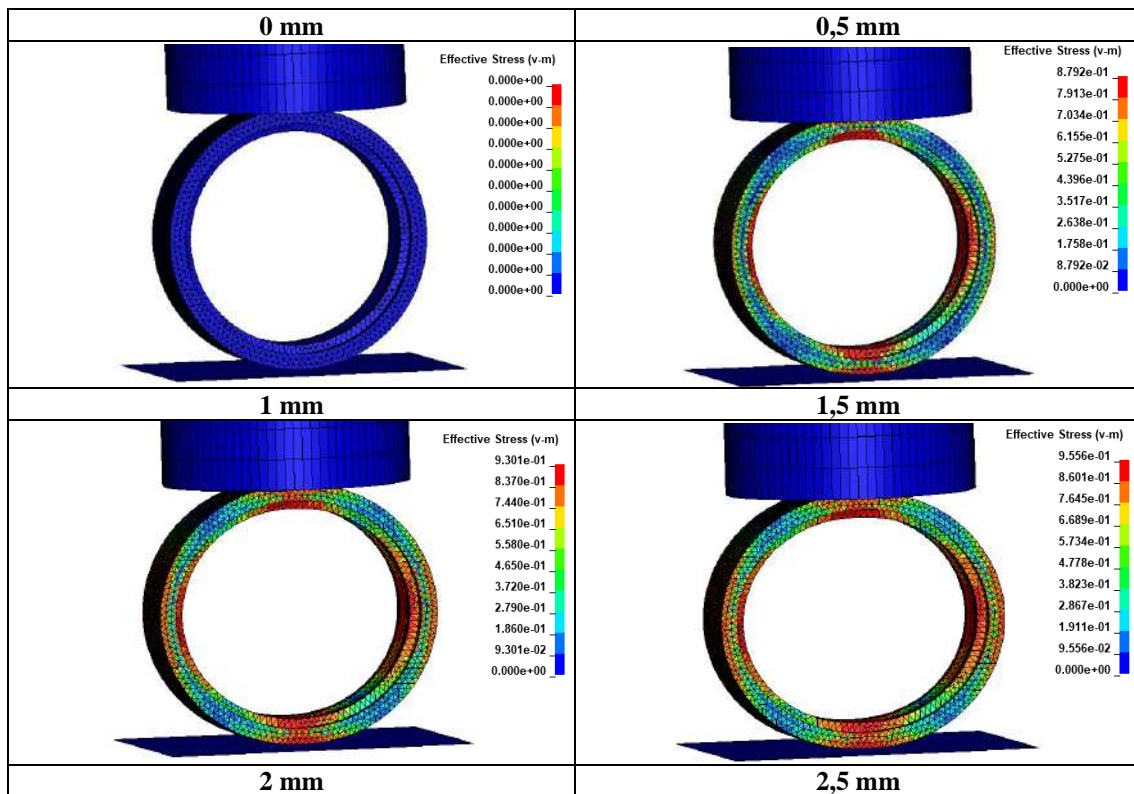 0 mm
0,5 mm
Effective Stress (v-m)
0.000e+00
0.000e+00
0.000e+00
0.000e+00
0.000e+00
0.000e+00
0.000e+00
0.000e+00
0.000e+00
0.000e+00
0.000e+00
Effective Stress (v-m)
8.792e-01
7.913e-01
7.034e-01
6.155e-01
5.275e-01
4.396e-01
3.517e-01
2.638e-01
1.758e-01
8.792e-02
0.000e+00
1 mm
1,5 mm
Effective Stress (v-m)
9.301e-01
8.370e-01
7.440e-01
6.510e-01
5.580e-01
4.650e-01
3.720e-01
2.790e-01
1.860e-01
9.301e-02
0.000e+00
Effective Stress (v-m)
9.556e-01
8.601e-01
7.645e-01
6.689e-01
5.734e-01
4.778e-01
3.823e-01
2.867e-01
1.911e-01
9.556e-02
0.000e+00
2 mm
2,5 mm